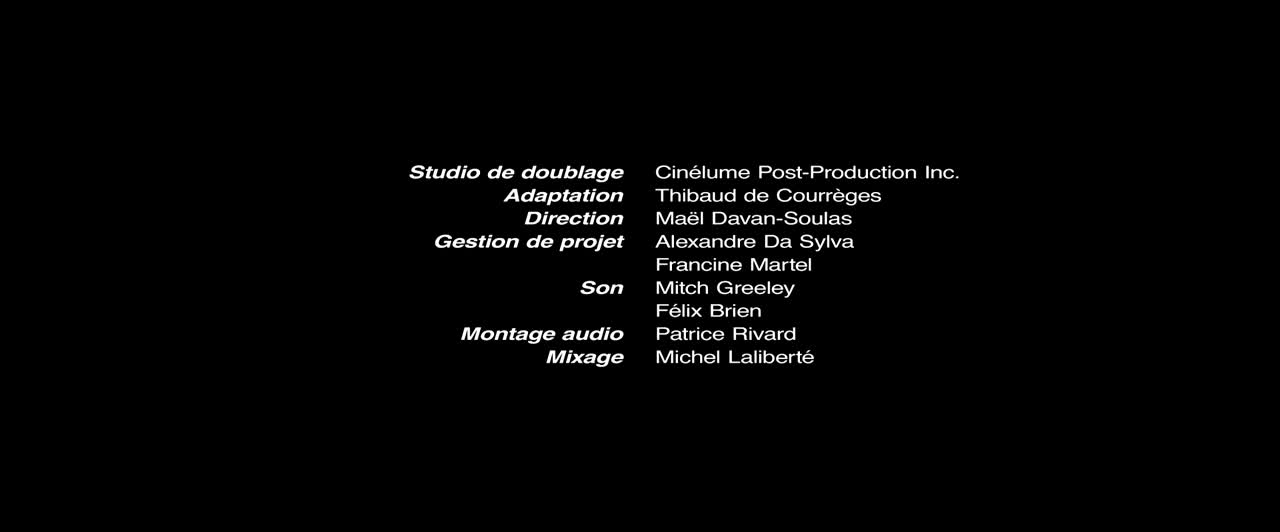 Studio de doublage Cinélume Post-Production Inc.
Adaptation Thibaud de Courrèges
Direction Maël Davan-Soulas
Gestion de projet Alexandre Da Sylva
Francine Martel
Son Mitch Greeley
Félix Brien
Montage audio Patrice Rivard
Mixage Michel Laliberté